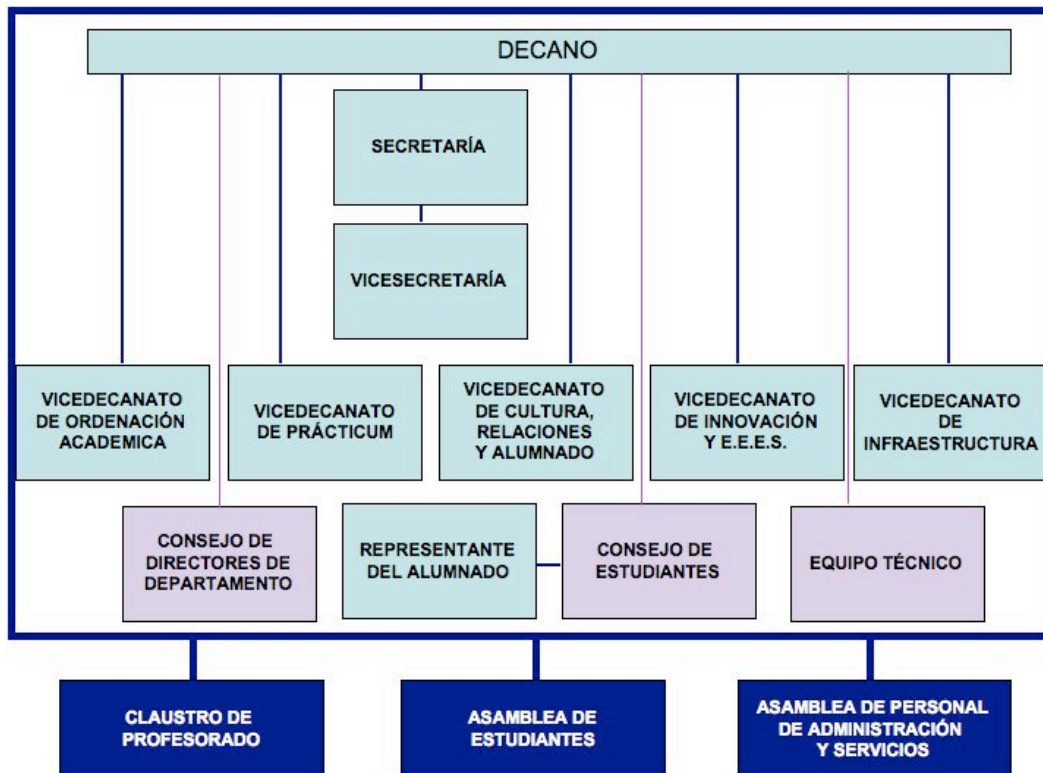 DECANO
SECRETARÍA
VICESECRETARÍA
VICEDECANATO
DE ORDENACIÓN
ACADEMICA
VICEDECANATO
DE PRÁCTICUM
VICEDECANATO
DE CULTURA,
RELACIONES
Y ALUMNADO
VICEDECANATO
DE INNOVACIÓN
Y E.E.E.S.
VICEDECANATO
DE
INFRAESTRUCTURA
CONSEJO DE
DIRECTORES DE
DEPARTAMENTO
REPRESENTANTE
DEL ALUMNADO
CONSEJO DE
ESTUDIANTES
EQUIPO TÉCNICO
CLAUSTRO DE
PROFESORADO
ASAMBLEA DE
ESTUDIANTES
ASAMBLEA DE PERSONAL
DE ADMINISTRACIÓN
Y SERVICIOS